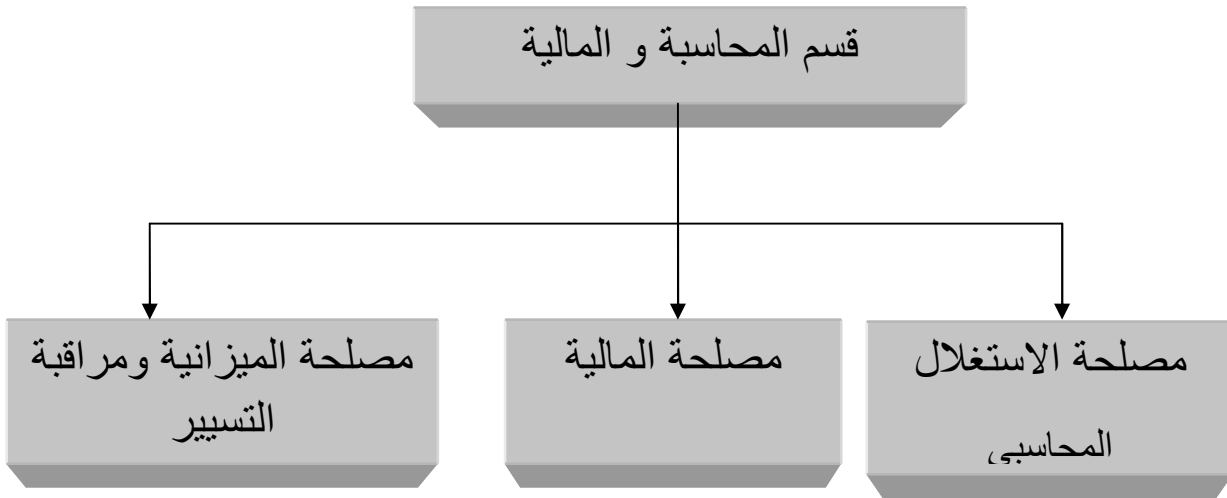 قسم المحاسبة و المالية
مصلحة الاستغلال
المحاسبي
مصلحة المالية
مصلحة الميزانية ومراقبة
التسيير